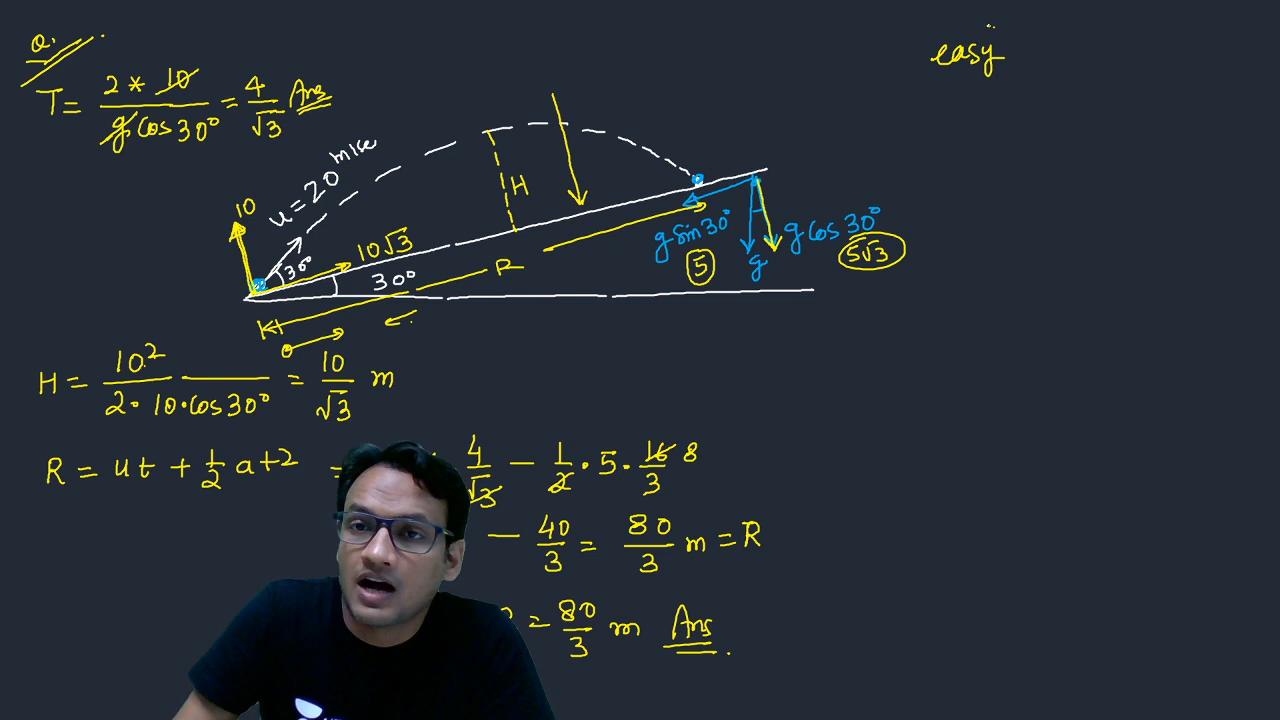 Q.
easy
T = 2 * 10 / g cos 30° = 4/√3 Ans
u = 20 m/sec
H
10
10√3
30°
30°
R
g sin 30°
5
g
g cos 30°
5√3
H = 10² / 2 · 10 · cos 30° = 10/√3 m
R = ut + 1/2 at2 = 4/√3 − 1/2 · 5 · 16/3 8
− 40/3 = 80/3 m = R
= 80/3 m Ans